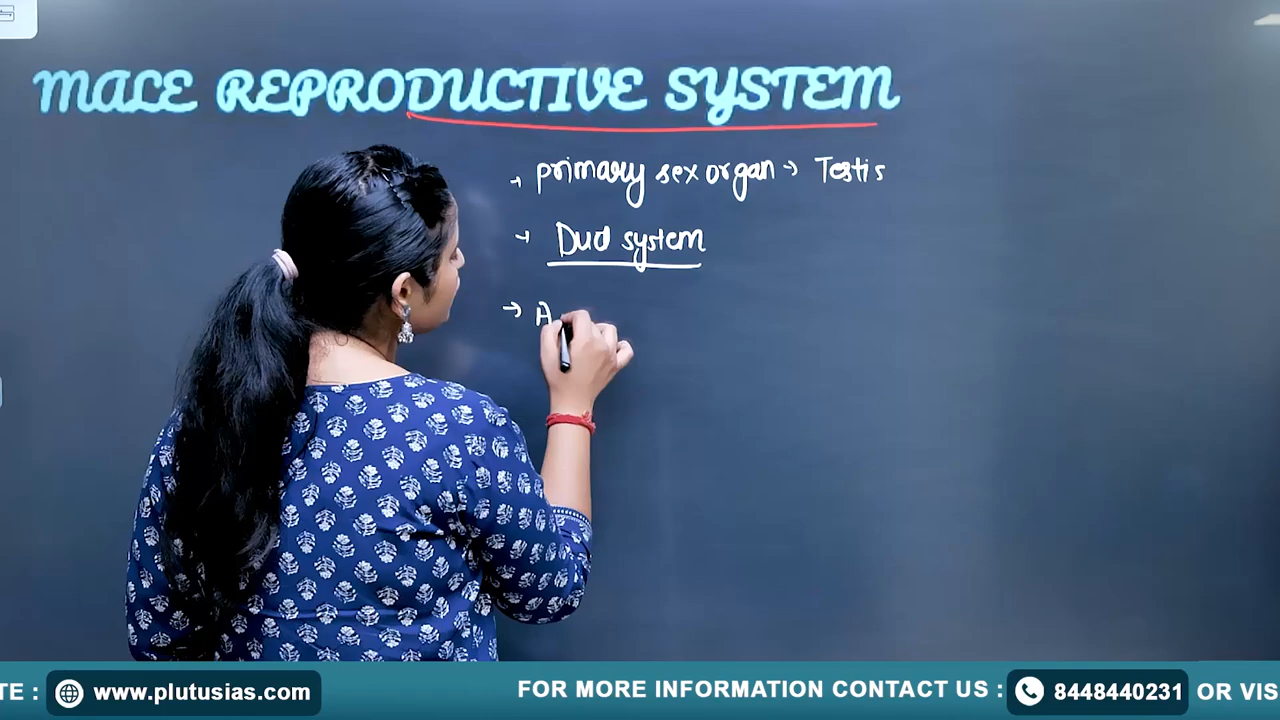 MALE REPRODUCTIVE SYSTEM
→ primary sex organ → Testis
→ Dud system
→ A
TE : www.plutusias.com FOR MORE INFORMATION CONTACT US : 8448440231 OR VIS